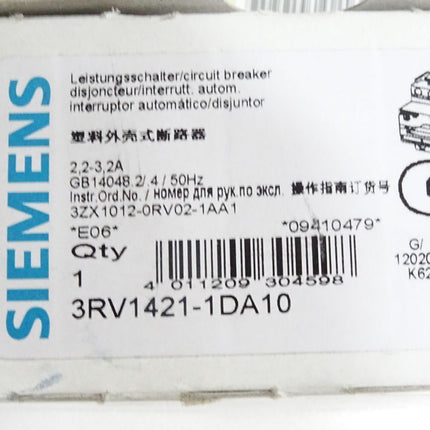 SIEMENS
Leistungsschalter/circuit breaker
disjoncteur/interrutt. autom.
interruptor automático/disjuntor
塑料外壳式断路器
2,2-3,2A
GB14048.2/.4 / 50Hz
Instr.Ord.No. / номер для рук.по экспл. 操作指南订货号
3ZX1012-0RV02-1AA1
*E06* *09410479*
Qty
1
4 011209 304598
3RV1421-1DA10
G/
12020
K62